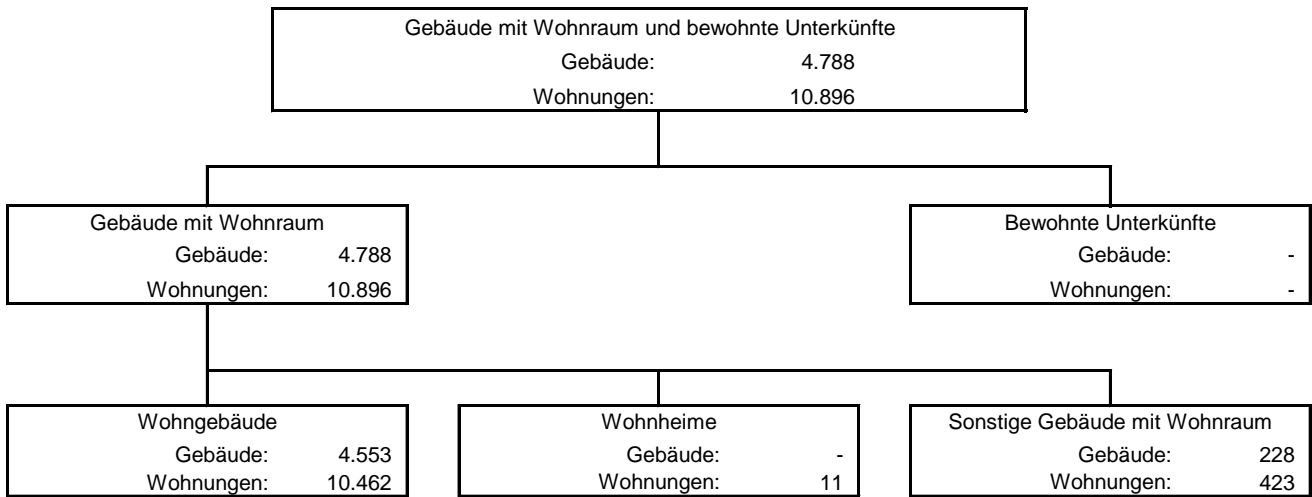 Gebäude mit Wohnraum und bewohnte Unterkünfte
Gebäude: 4.788
Wohnungen: 10.896
Gebäude mit Wohnraum
Gebäude: 4.788
Wohnungen: 10.896
Bewohnte Unterkünfte
Gebäude: -
Wohnungen: -
Wohngebäude
Gebäude: 4.553
Wohnungen: 10.462
Wohnheime
Gebäude: -
Wohnungen: 11
Sonstige Gebäude mit Wohnraum
Gebäude: 228
Wohnungen: 423